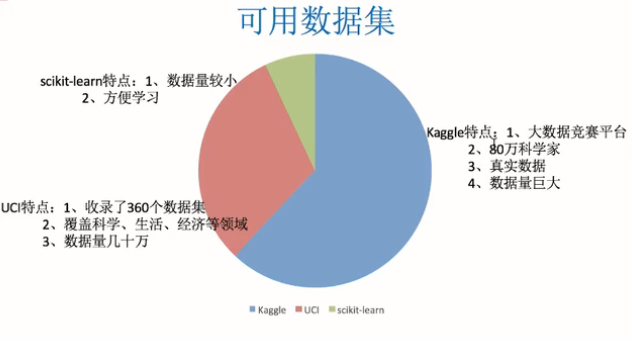 可用数据集
scikit-learn特点：1、数据量较小
2、方便学习
Kaggle特点：1、大数据竞赛平台
2、80万科学家
3、真实数据
4、数据量巨大
UCI特点：1、收录了360个数据集
2、覆盖科学、生活、经济等领域
3、数据量几十万
Kaggle UCI scikit-learn